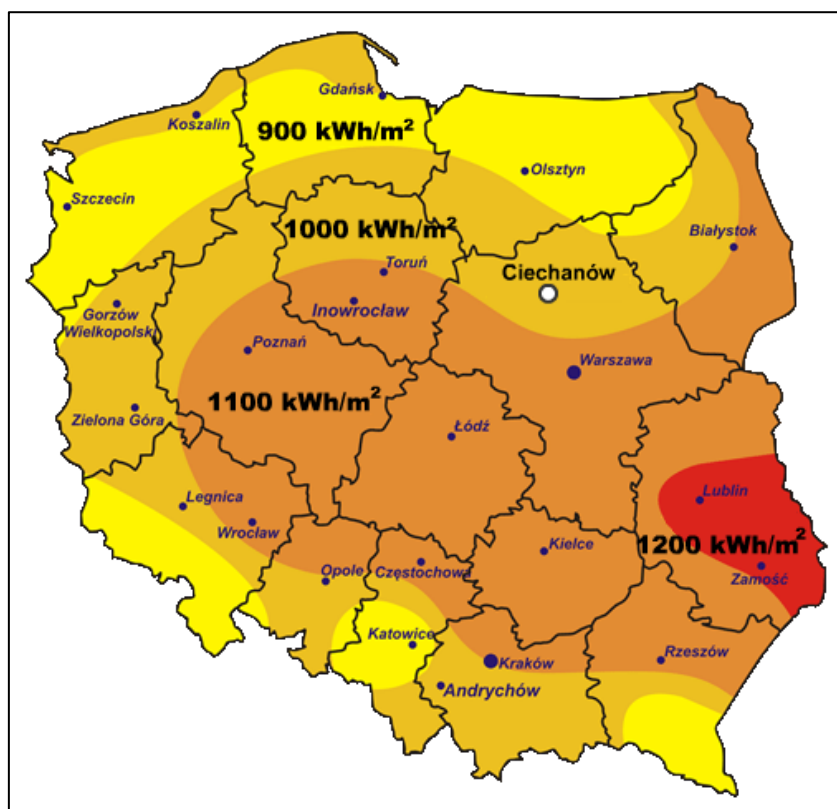 Gdańsk
Koszalin
900 kWh/m²
Olsztyn
Szczecin
1000 kWh/m²
Białystok
Toruń
Ciechanów
Inowrocław
Gorzów
Wielkopolski
Poznań
Warszawa
1100 kWh/m²
Zielona Góra
Łódź
Legnica
Lublin
Wrocław
1200 kWh/m²
Kielce
Opole
Częstochowa
Zamość
Katowice
Kraków
Rzeszów
Andrychów